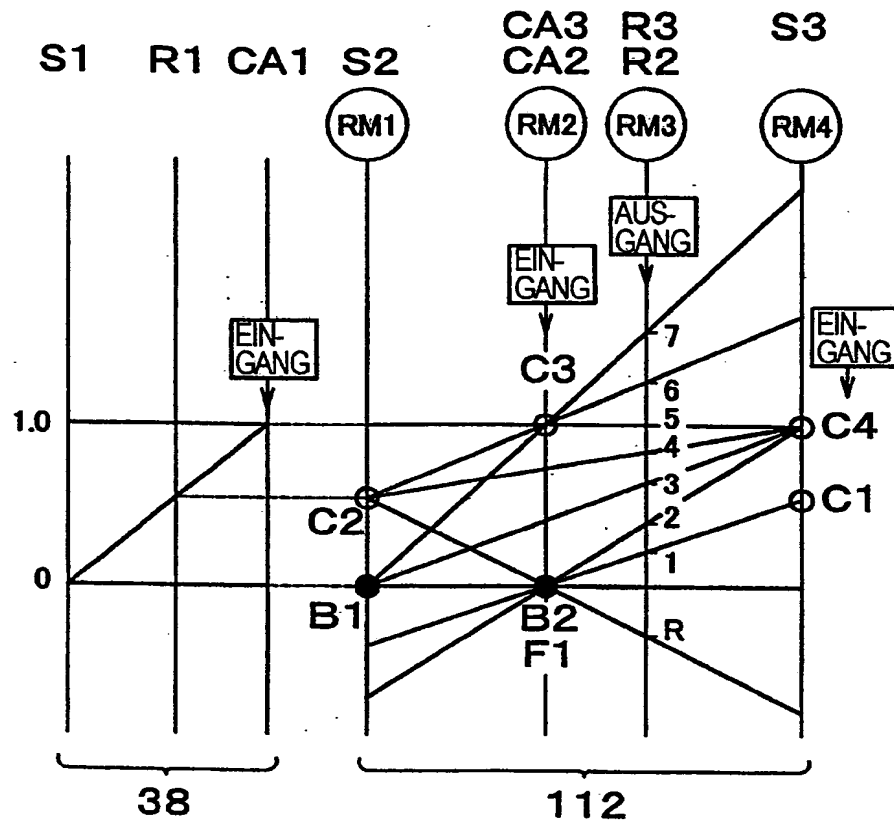 CA3 R3 S3
S1 R1 CA1 S2 CA2 R2
RM1 RM2 RM3 RM4
AUS-
GANG
EIN-
GANG
EIN-
GANG
EIN-
GANG
7
6
C3
1.0
5
C4
4
3
C2
2
C1
1
0
B1
B2
F1
R
38
112